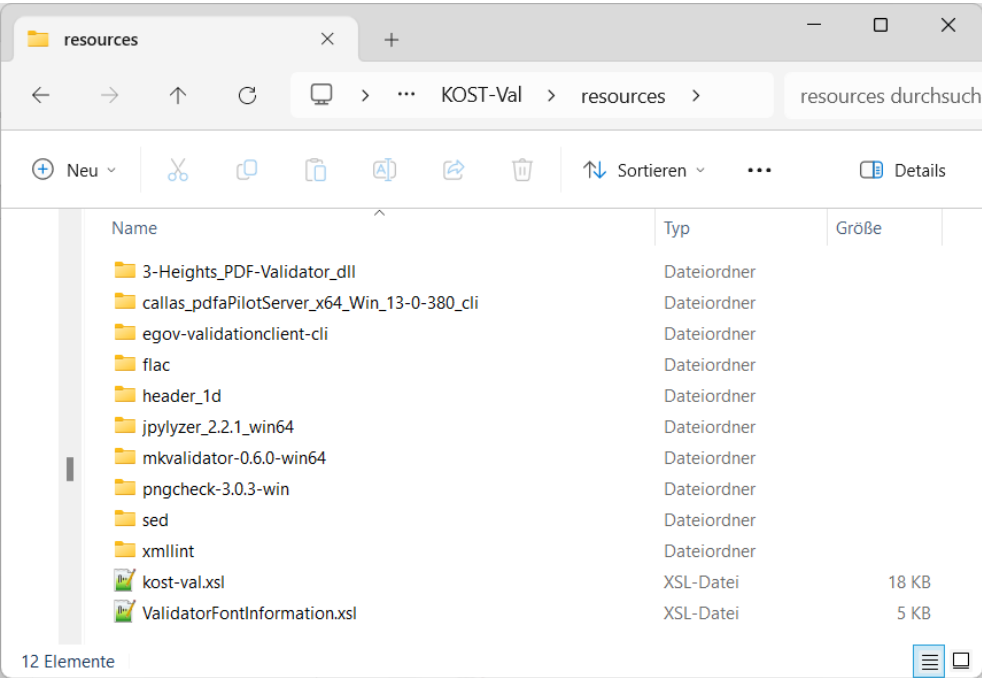 resources
KOST-Val resources resources durchsuch
Neu Sortieren Details
Name Typ Größe
3-Heights_PDF-Validator_dll Dateiordner
callas_pdfaPilotServer_x64_Win_13-0-380_cli Dateiordner
egov-validationclient-cli Dateiordner
flac Dateiordner
header_1d Dateiordner
jpylyzer_2.2.1_win64 Dateiordner
mkvalidator-0.6.0-win64 Dateiordner
pngcheck-3.0.3-win Dateiordner
sed Dateiordner
xmllint Dateiordner
kost-val.xsl XSL-Datei 18 KB
ValidatorFontInformation.xsl XSL-Datei 5 KB
12 Elemente